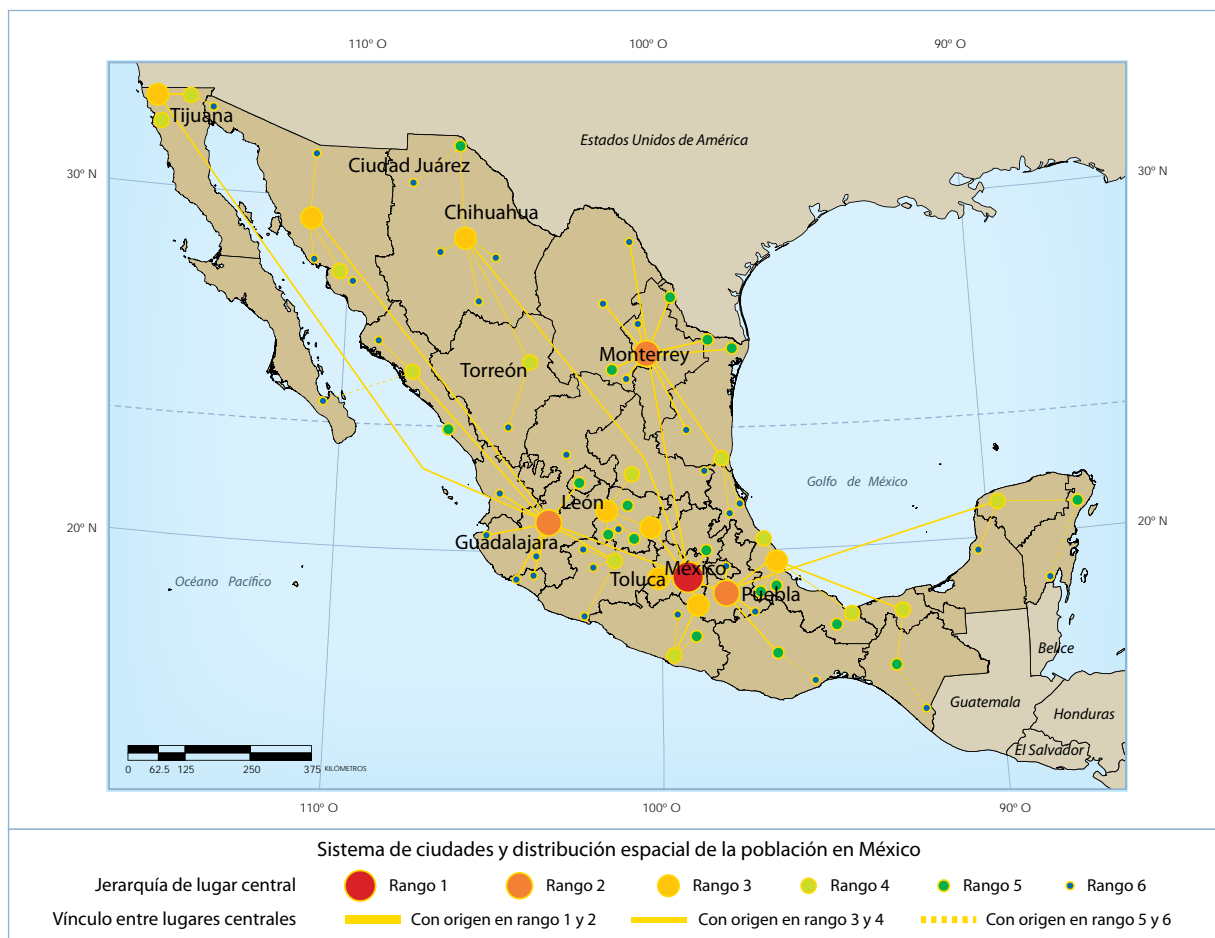 110º O 100º O 90º O
Estados Unidos de América
Tijuana
Ciudad Juárez
30º N 30º N
Chihuahua
Monterrey
Torreón
Golfo de México
León
20º N 20º N
Guadalajara
México
Toluca
Puebla
Océano Pacífico
Belice
Guatemala
Honduras
El Salvador
0 62.5 125 250 375 KILÓMETROS
110º O 100º O 90º O
Sistema de ciudades y distribución espacial de la población en México
Jerarquía de lugar central Rango 1 Rango 2 Rango 3 Rango 4 Rango 5 Rango 6
Vínculo entre lugares centrales Con origen en rango 1 y 2 Con origen en rango 3 y 4 Con origen en rango 5 y 6